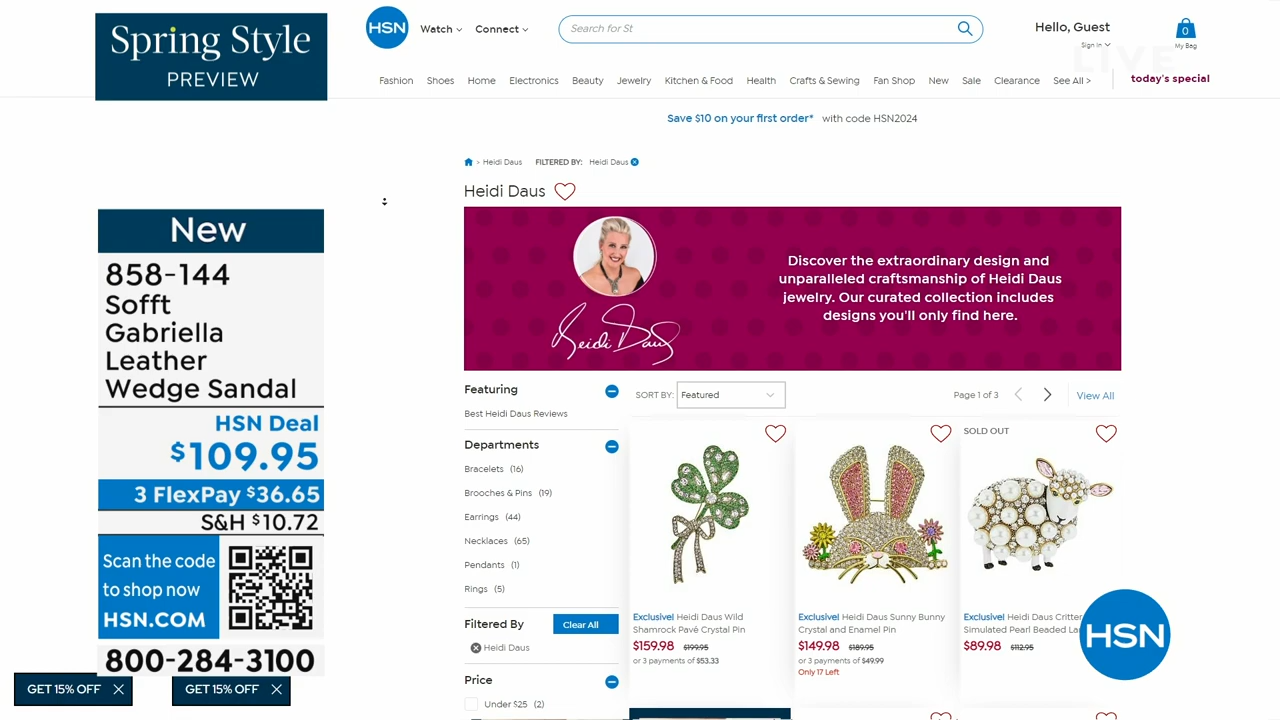 Spring Style
PREVIEW
HSN
Watch
Connect
Search for St
Hello, Guest
Sign In
0
My Bag
LIVE
Fashion
Shoes
Home
Electronics
Beauty
Jewelry
Kitchen & Food
Health
Crafts & Sewing
Fan Shop
New
Sale
Clearance
See All >
today's special
Save $10 on your first order* with code HSN2024
> Heidi Daus FILTERED BY: Heidi Daus
Heidi Daus
Heidi Daus
Discover the extraordinary design and
unparalleled craftsmanship of Heidi Daus
jewelry. Our curated collection includes
designs you'll only find here.
New
858-144
Sofft
Gabriella
Leather
Wedge Sandal
HSN Deal
$109.95
3 FlexPay $36.65
S&H $10.72
Scan the code
to shop now
HSN.COM
800-284-3100
GET 15% OFF
GET 15% OFF
Featuring
Best Heidi Daus Reviews
Departments
Bracelets (16)
Brooches & Pins (19)
Earrings (44)
Necklaces (65)
Pendants (1)
Rings (5)
Filtered By
Clear All
Heidi Daus
Price
Under $25 (2)
SORT BY: Featured
Page 1 of 3
View All
Exclusive! Heidi Daus Wild
Shamrock Pavé Crystal Pin
$159.98 $199.95
or 3 payments of $53.33
Exclusive! Heidi Daus Sunny Bunny
Crystal and Enamel Pin
$149.98 $189.95
or 3 payments of $49.99
Only 17 Left
SOLD OUT
Exclusive! Heidi Daus Critter
Simulated Pearl Beaded La
$89.98 $112.95
HSN